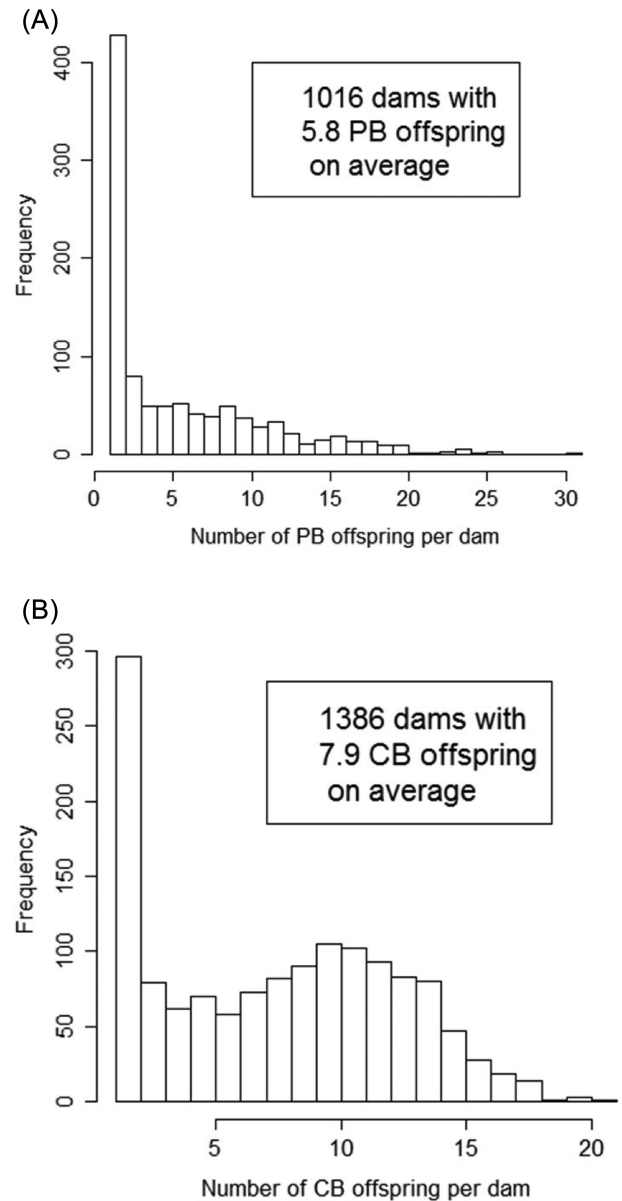 (A)
400
300
200
100
0
Frequency
1016 dams with
5.8 PB offspring
on average
0 5 10 15 20 25 30
Number of PB offspring per dam
(B)
300
250
200
150
100
50
0
Frequency
1386 dams with
7.9 CB offspring
on average
5 10 15 20
Number of CB offspring per dam